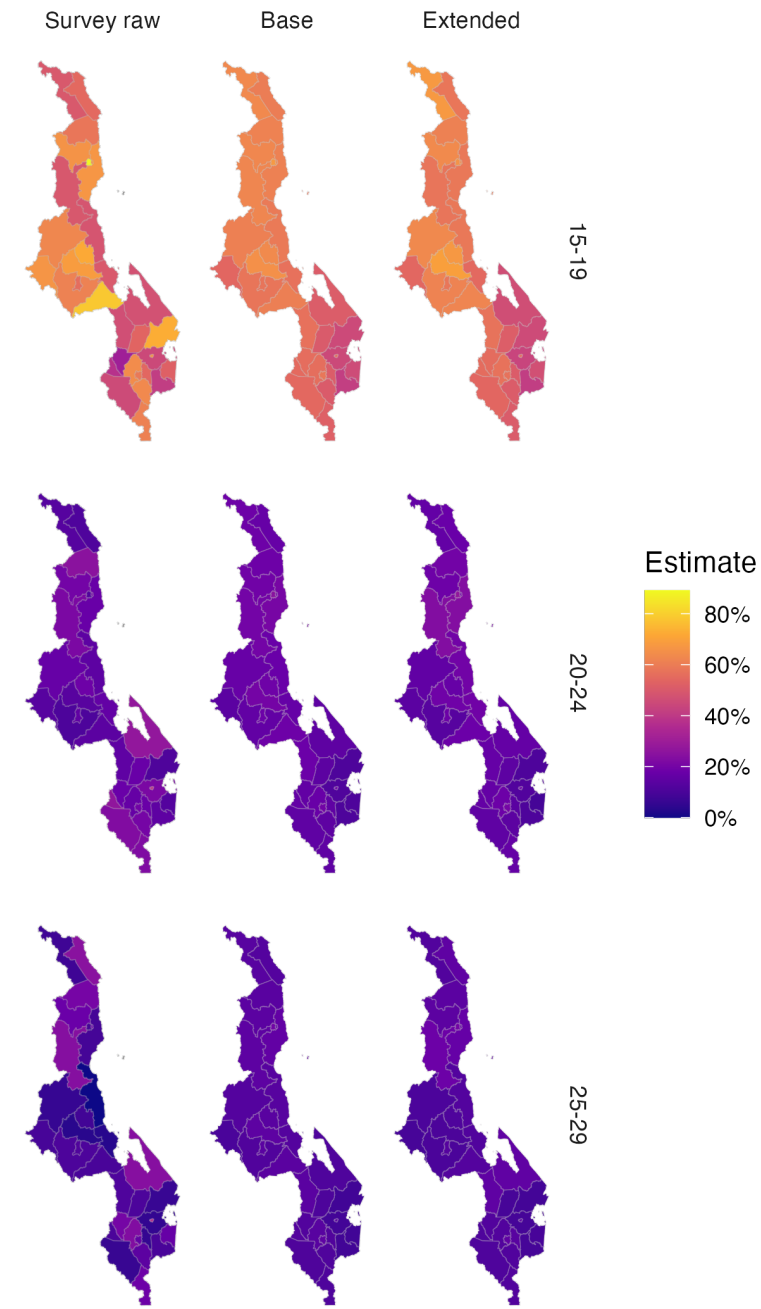 Survey raw
Base
Extended
15-19
20-24
25-29
Estimate
80%
60%
40%
20%
0%